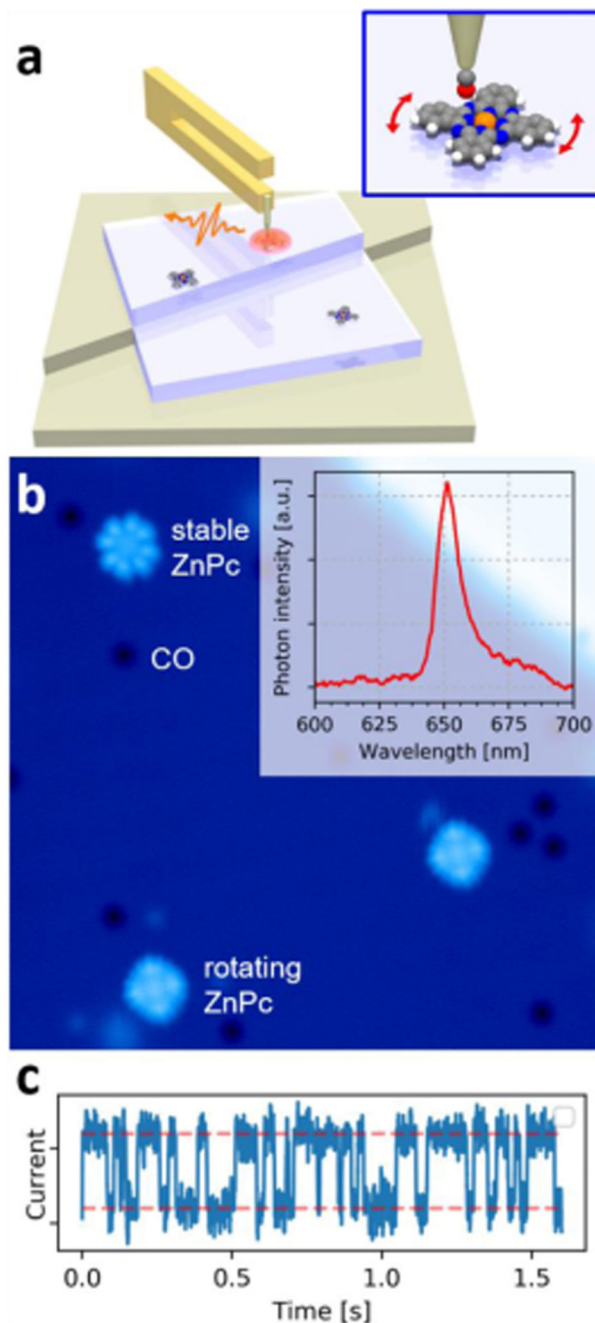 a
b
stable
ZnPc
CO
rotating
ZnPc
Photon intensity [a.u.]
600 625 650 675 700
Wavelength [nm]
c
Current
0.0 0.5 1.0 1.5
Time [s]